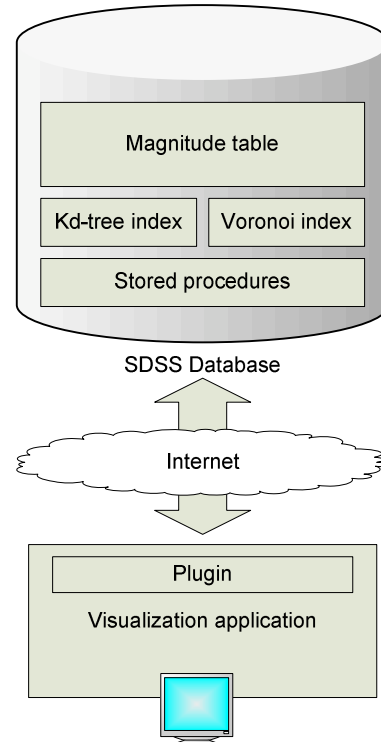 Magnitude table
Kd-tree index
Voronoi index
Stored procedures
SDSS Database
Internet
Plugin
Visualization application